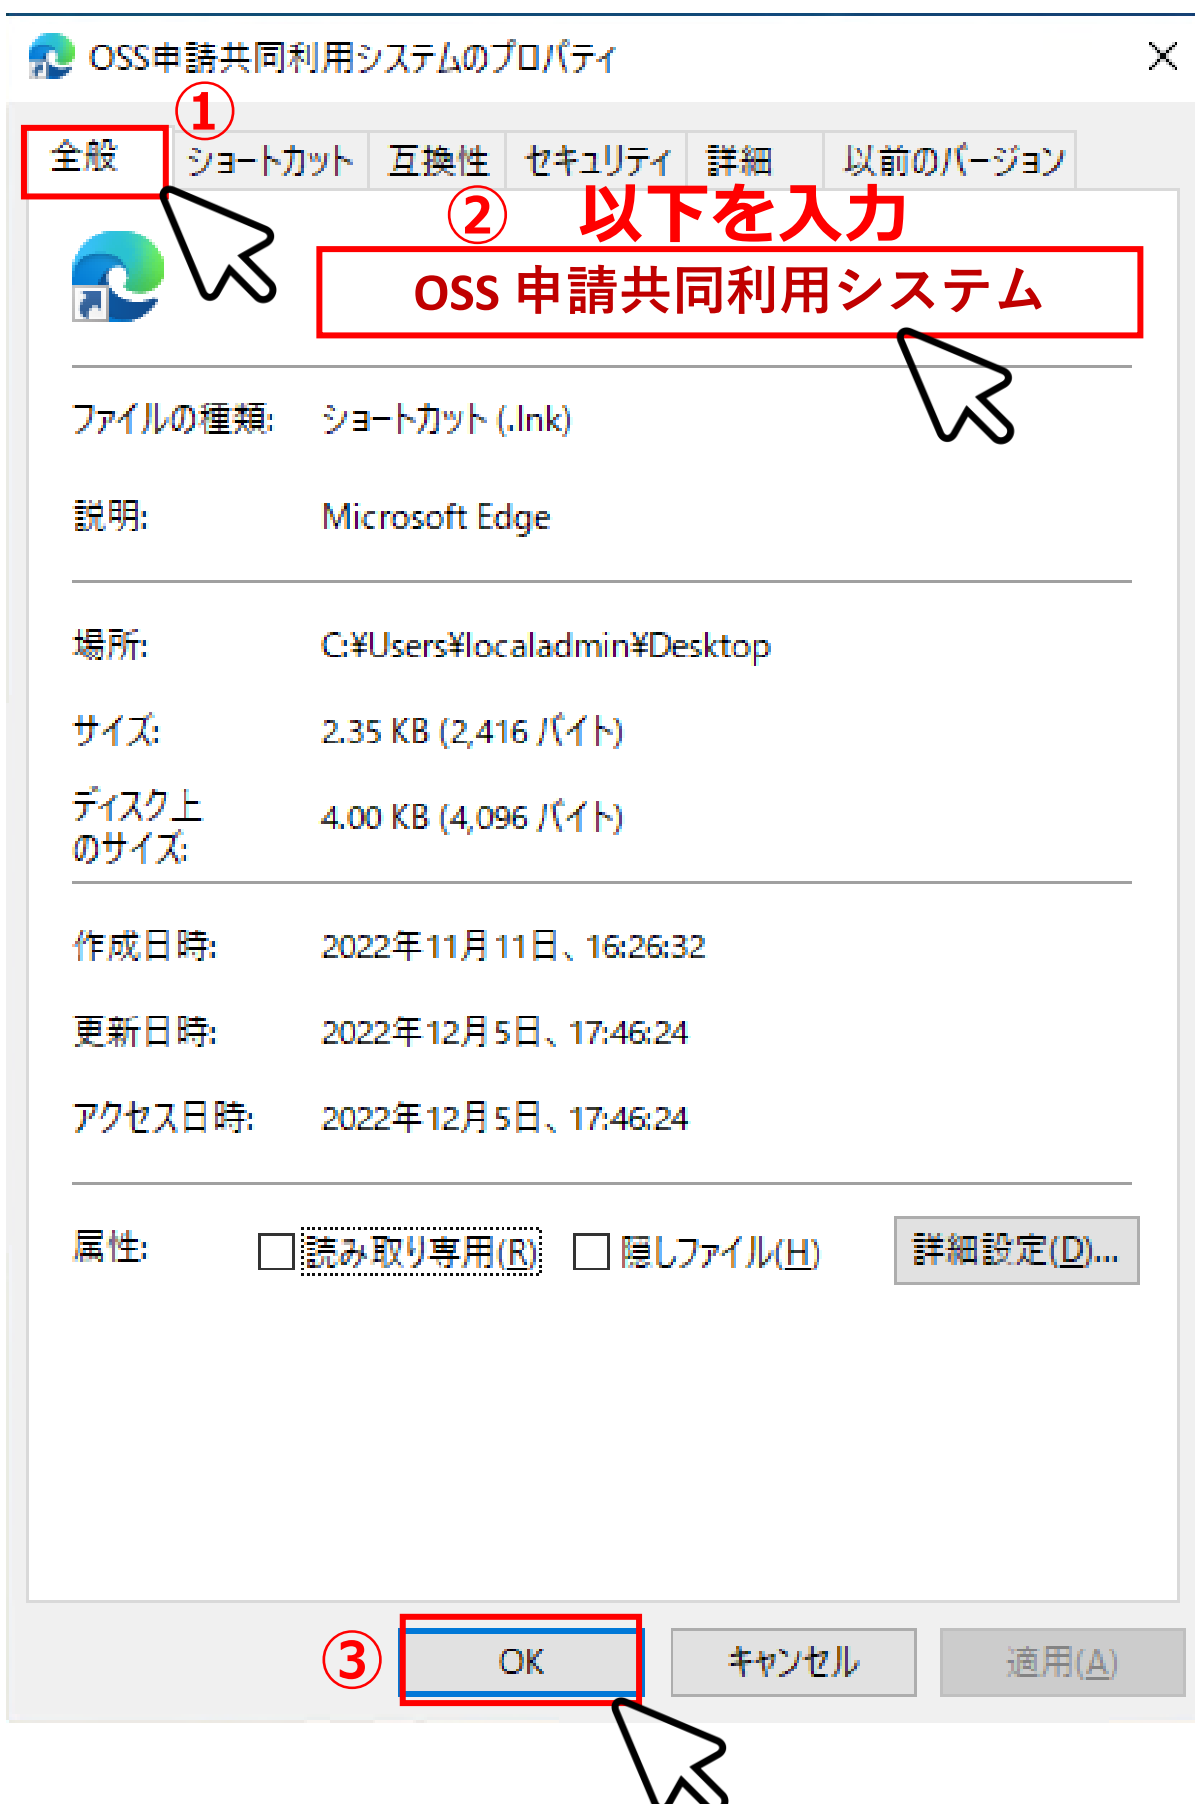 OSS申請共同利用システムのプロパティ
①
全般 ショートカット 互換性 セキュリティ 詳細 以前のバージョン
② 以下を入力
OSS 申請共同利用システム
ファイルの種類: ショートカット (.lnk)
説明: Microsoft Edge
場所: C:¥Users¥localadmin¥Desktop
サイズ: 2.35 KB (2,416 バイト)
ディスク上
のサイズ: 4.00 KB (4,096 バイト)
作成日時: 2022年11月11日、16:26:32
更新日時: 2022年12月5日、17:46:24
アクセス日時: 2022年12月5日、17:46:24
属性: 読み取り専用(R) 隠しファイル(H) 詳細設定(D)...
③ OK キャンセル 適用(A)